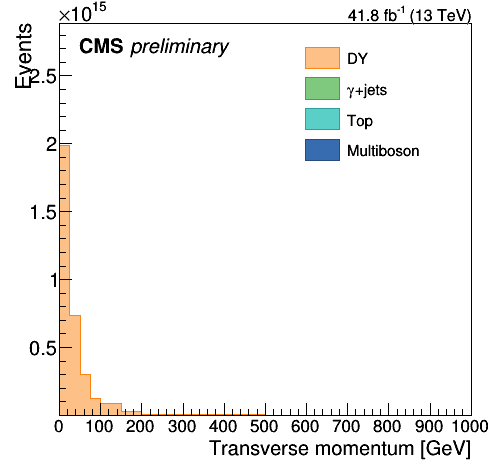 ×10¹⁵
41.8 fb⁻¹ (13 TeV)
Events
CMS preliminary
DY
γ+jets
Top
Multiboson
2.5
2
1.5
1
0.5
0 100 200 300 400 500 600 700 800 900 1000
Transverse momentum [GeV]